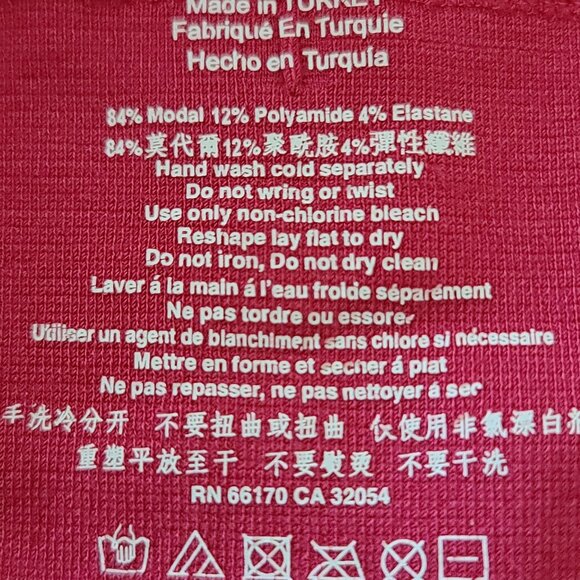 Made in TURKEY
Fabriqué En Turquie
Hecho en Turquía
84% Modal 12% Polyamide 4% Elastane
84%莫代爾12%聚酰胺4%彈性纖維
Hand wash cold separately
Do not wring or twist
Use only non-chlorine bleach
Reshape lay flat to dry
Do not iron, Do not dry clean
Laver á la main á l'eau froide séparément
Ne pas tordre ou essorer
Utiliser un agent de blanchiment sans chlore si nécessaire
Mettre en forme et secher á plat
Ne pas repasser, ne pas nettoyer á sec
手洗冷分开 不要扭曲或扭曲 仅使用非氯漂白
重塑平放至干 不要熨烫 不要干洗
RN 66170 CA 32054